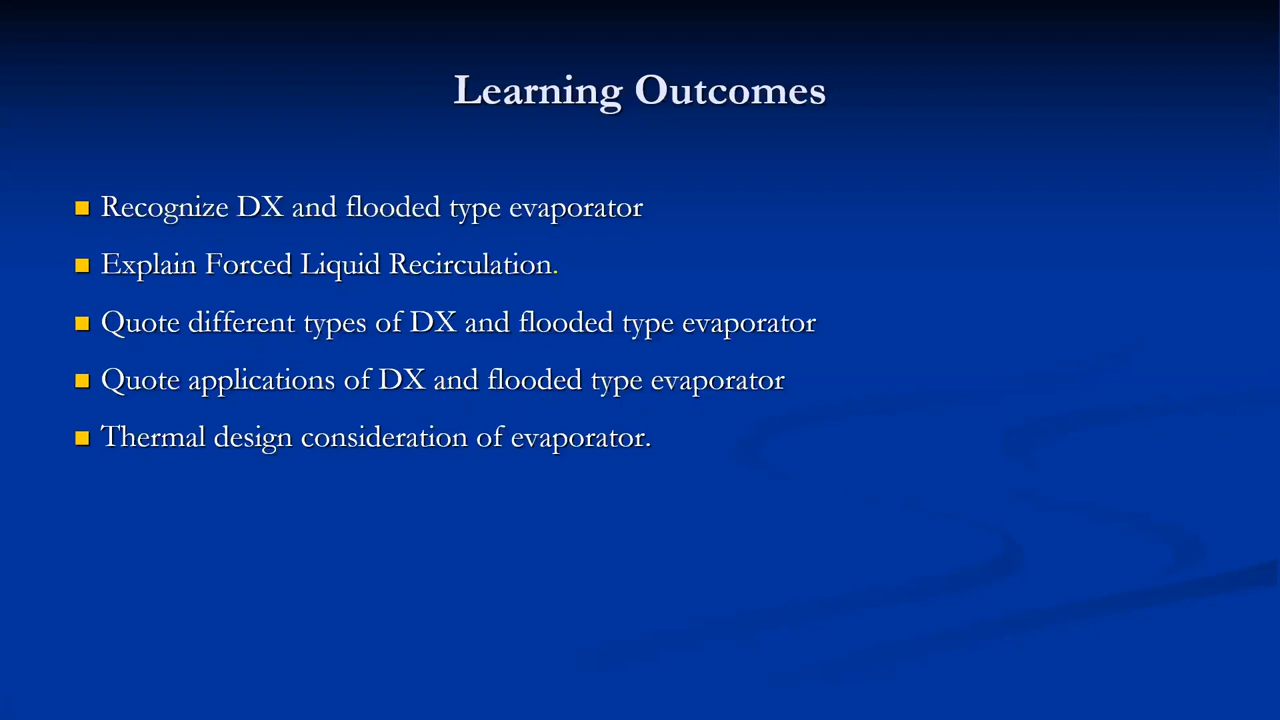 Learning Outcomes
Recognize DX and flooded type evaporator
Explain Forced Liquid Recirculation.
Quote different types of DX and flooded type evaporator
Quote applications of DX and flooded type evaporator
Thermal design consideration of evaporator.